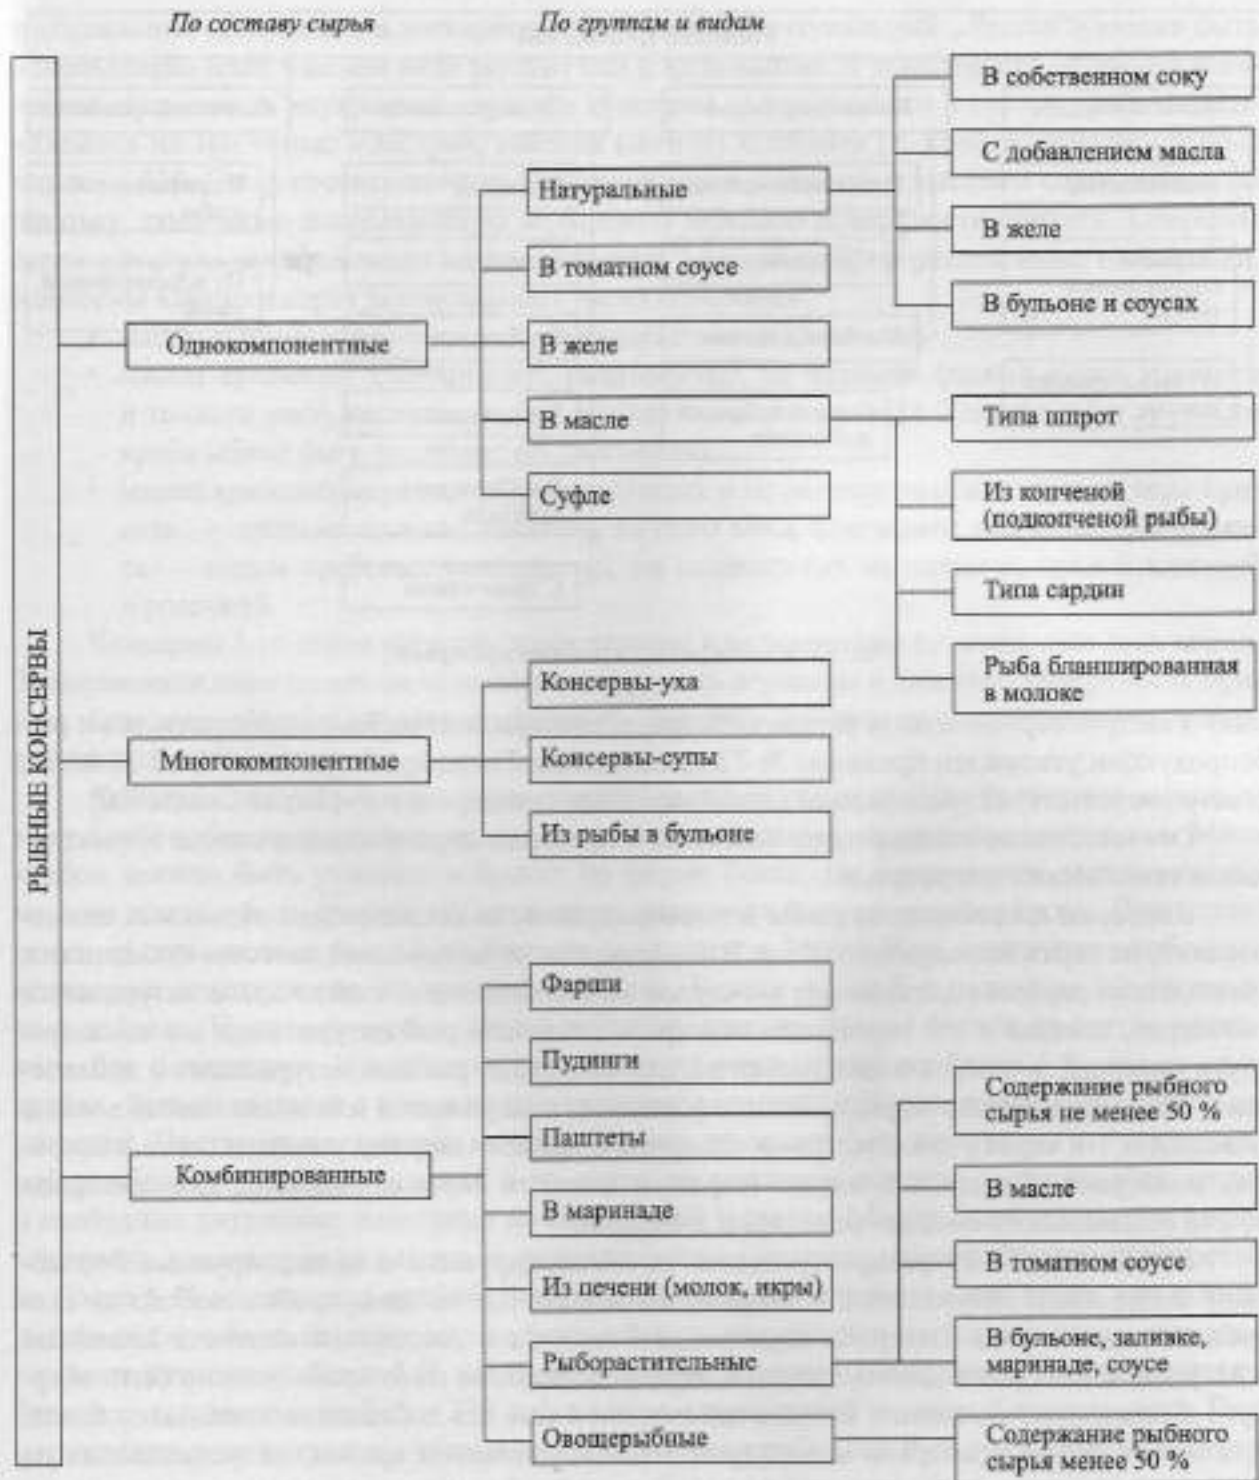 По составу сырья
По группам и видам
РЫБНЫЕ КОНСЕРВЫ
Однокомпонентные
Натуральные
В собственном соку
С добавлением масла
В желе
В бульоне и соусах
В томатном соусе
В желе
В масле
Типа шпрот
Из копченой
(подкопченой рыбы)
Типа сардин
Рыба бланшированная
в молоке
Суфле
Многокомпонентные
Консервы-уха
Консервы-супы
Из рыбы в бульоне
Комбинированные
Фарши
Пудинги
Паштеты
В маринаде
Из печени (молок, икры)
Рыборастительные
Содержание рыбного
сырья не менее 50 %
В масле
В томатном соусе
В бульоне, заливке,
маринаде, соусе
Овощерыбные
Содержание рыбного
сырья менее 50 %